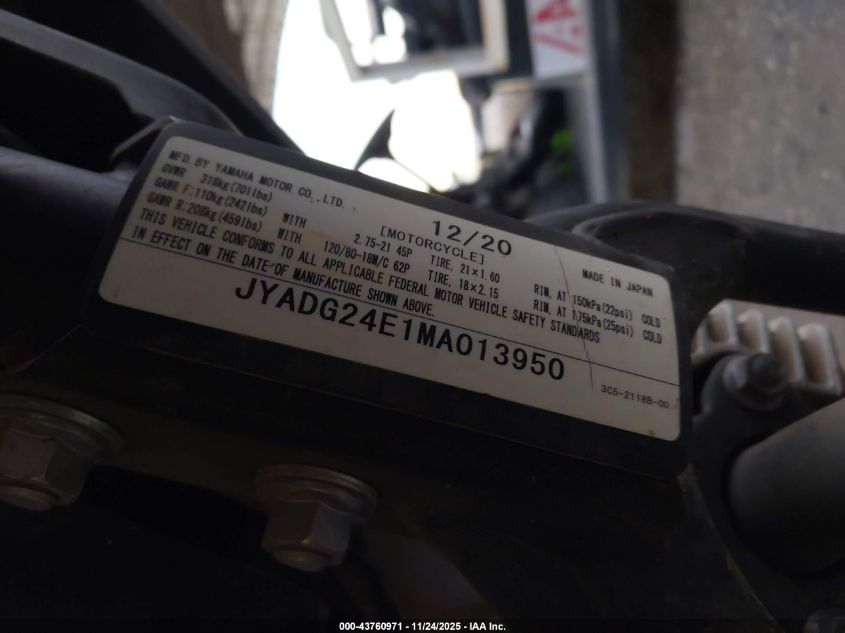 MFD. BY YAMAHA MOTOR CO.,LTD.
12/20
GVWR 318kg(701lbs)
[MOTORCYCLE]
MADE IN JAPAN
GAWR F:110kg(242lbs) WITH 2.75-21 45P TIRE, 21×1.60 RIM, AT 150kPa(22psi) COLD
GAWR R:208kg(459lbs) WITH 120/80-18M/C 62P TIRE, 18×2.15 RIM, AT 175kPa(25psi) COLD
THIS VEHICLE CONFORMS TO ALL APPLICABLE FEDERAL MOTOR VEHICLE SAFETY STANDARDS
IN EFFECT ON THE DATE OF MANUFACTURE SHOWN ABOVE.
JYADG24E1MA013950
3C5-2118B-00
000-43760971 - 11/24/2025 - IAA Inc.